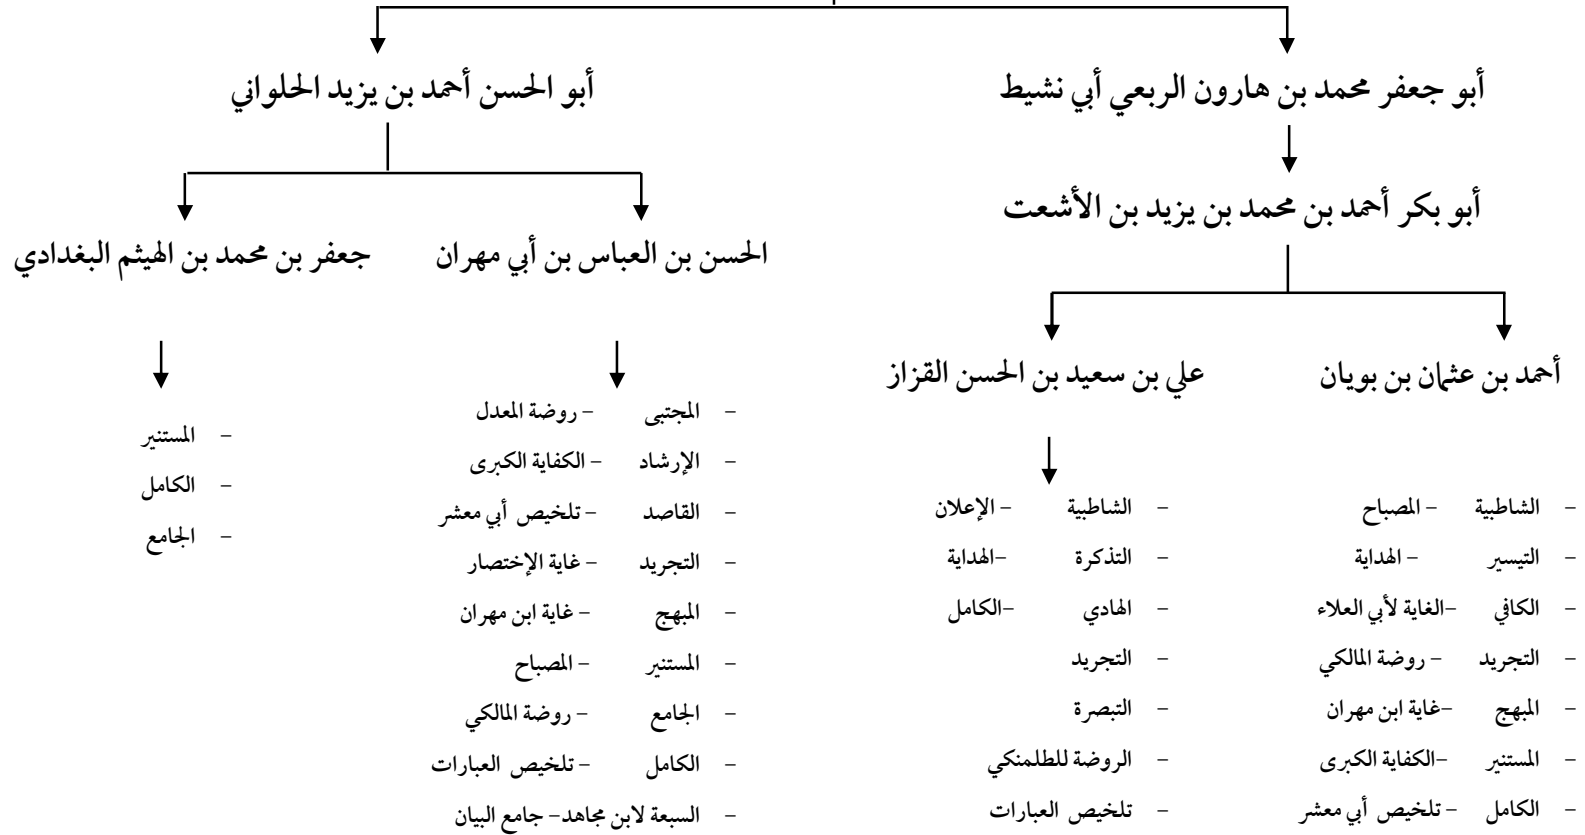 أبو جعفر محمد بن هارون الربعي أبي نشيط
أبو بكر أحمد بن محمد بن يزيد بن الأشعت
أحمد بن عثمان بن بويان
- الشاطبية - المصباح
- التيسير - الهداية
- الكافي -الغاية لأبي العلاء
- التجريد - روضة المالكي
- المبهج -غاية ابن مهران
- المستنير -الكفاية الكبرى
- الكامل - تلخيص أبي معشر
علي بن سعيد بن الحسن القزاز
- الشاطبية - الإعلان
- التذكرة -الهداية
- الهادي -الكامل
- التجريد
- التبصرة
- الروضة للطلمنكي
- تلخيص العبارات
أبو الحسن أحمد بن يزيد الحلواني
الحسن بن العباس بن أبي مهران
- المجتبى - روضة المعدل
- الإرشاد - الكفاية الكبرى
- القاصد - تلخيص أبي معشر
- التجريد - غاية الإختصار
- المبهج - غاية ابن مهران
- المستنير - المصباح
- الجامع - روضة المالكي
- الكامل - تلخيص العبارات
- السبعة لابن مجاهد- جامع البيان
جعفر بن محمد بن الهيثم البغدادي
- المستنير
- الكامل
- الجامع